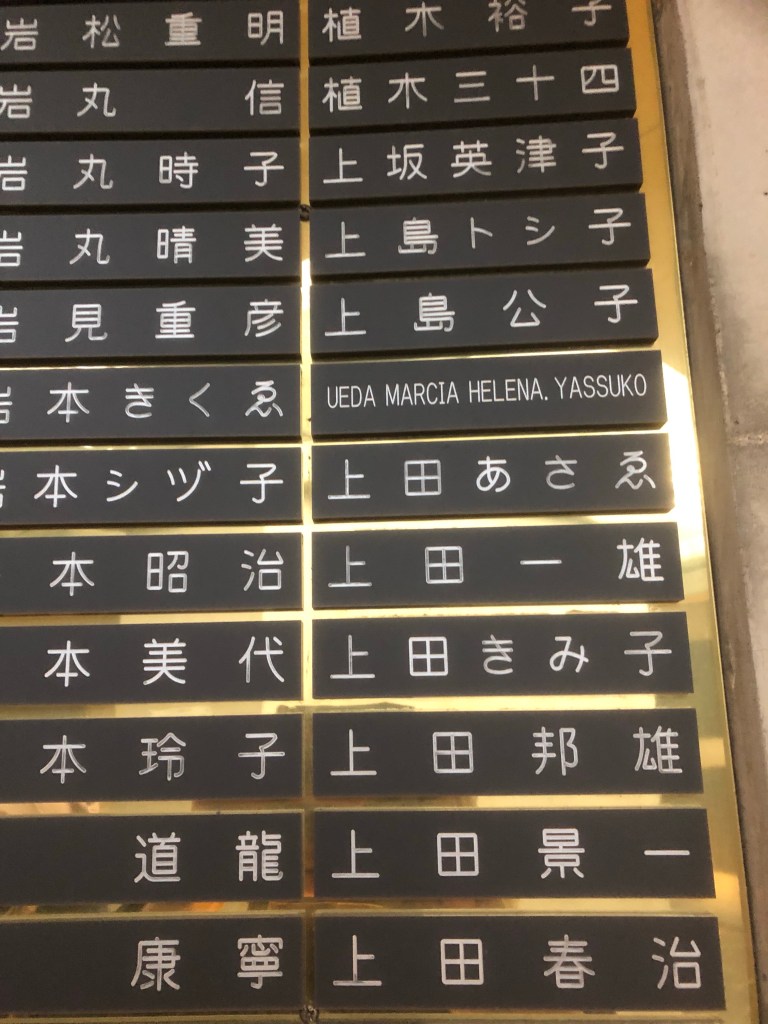 岩松重明
岩丸 信
岩丸時子
岩丸晴美
岩見重彦
岩本きくゑ
岩本シヅ子
本昭治
本美代
本玲子
道龍
康寧
植木裕子
植木三十四
上坂英津子
上島トシ子
上島公子
UEDA MARCIA HELENA. YASSUKO
上田あさゑ
上田一雄
上田きみ子
上田邦雄
上田景一
上田春治